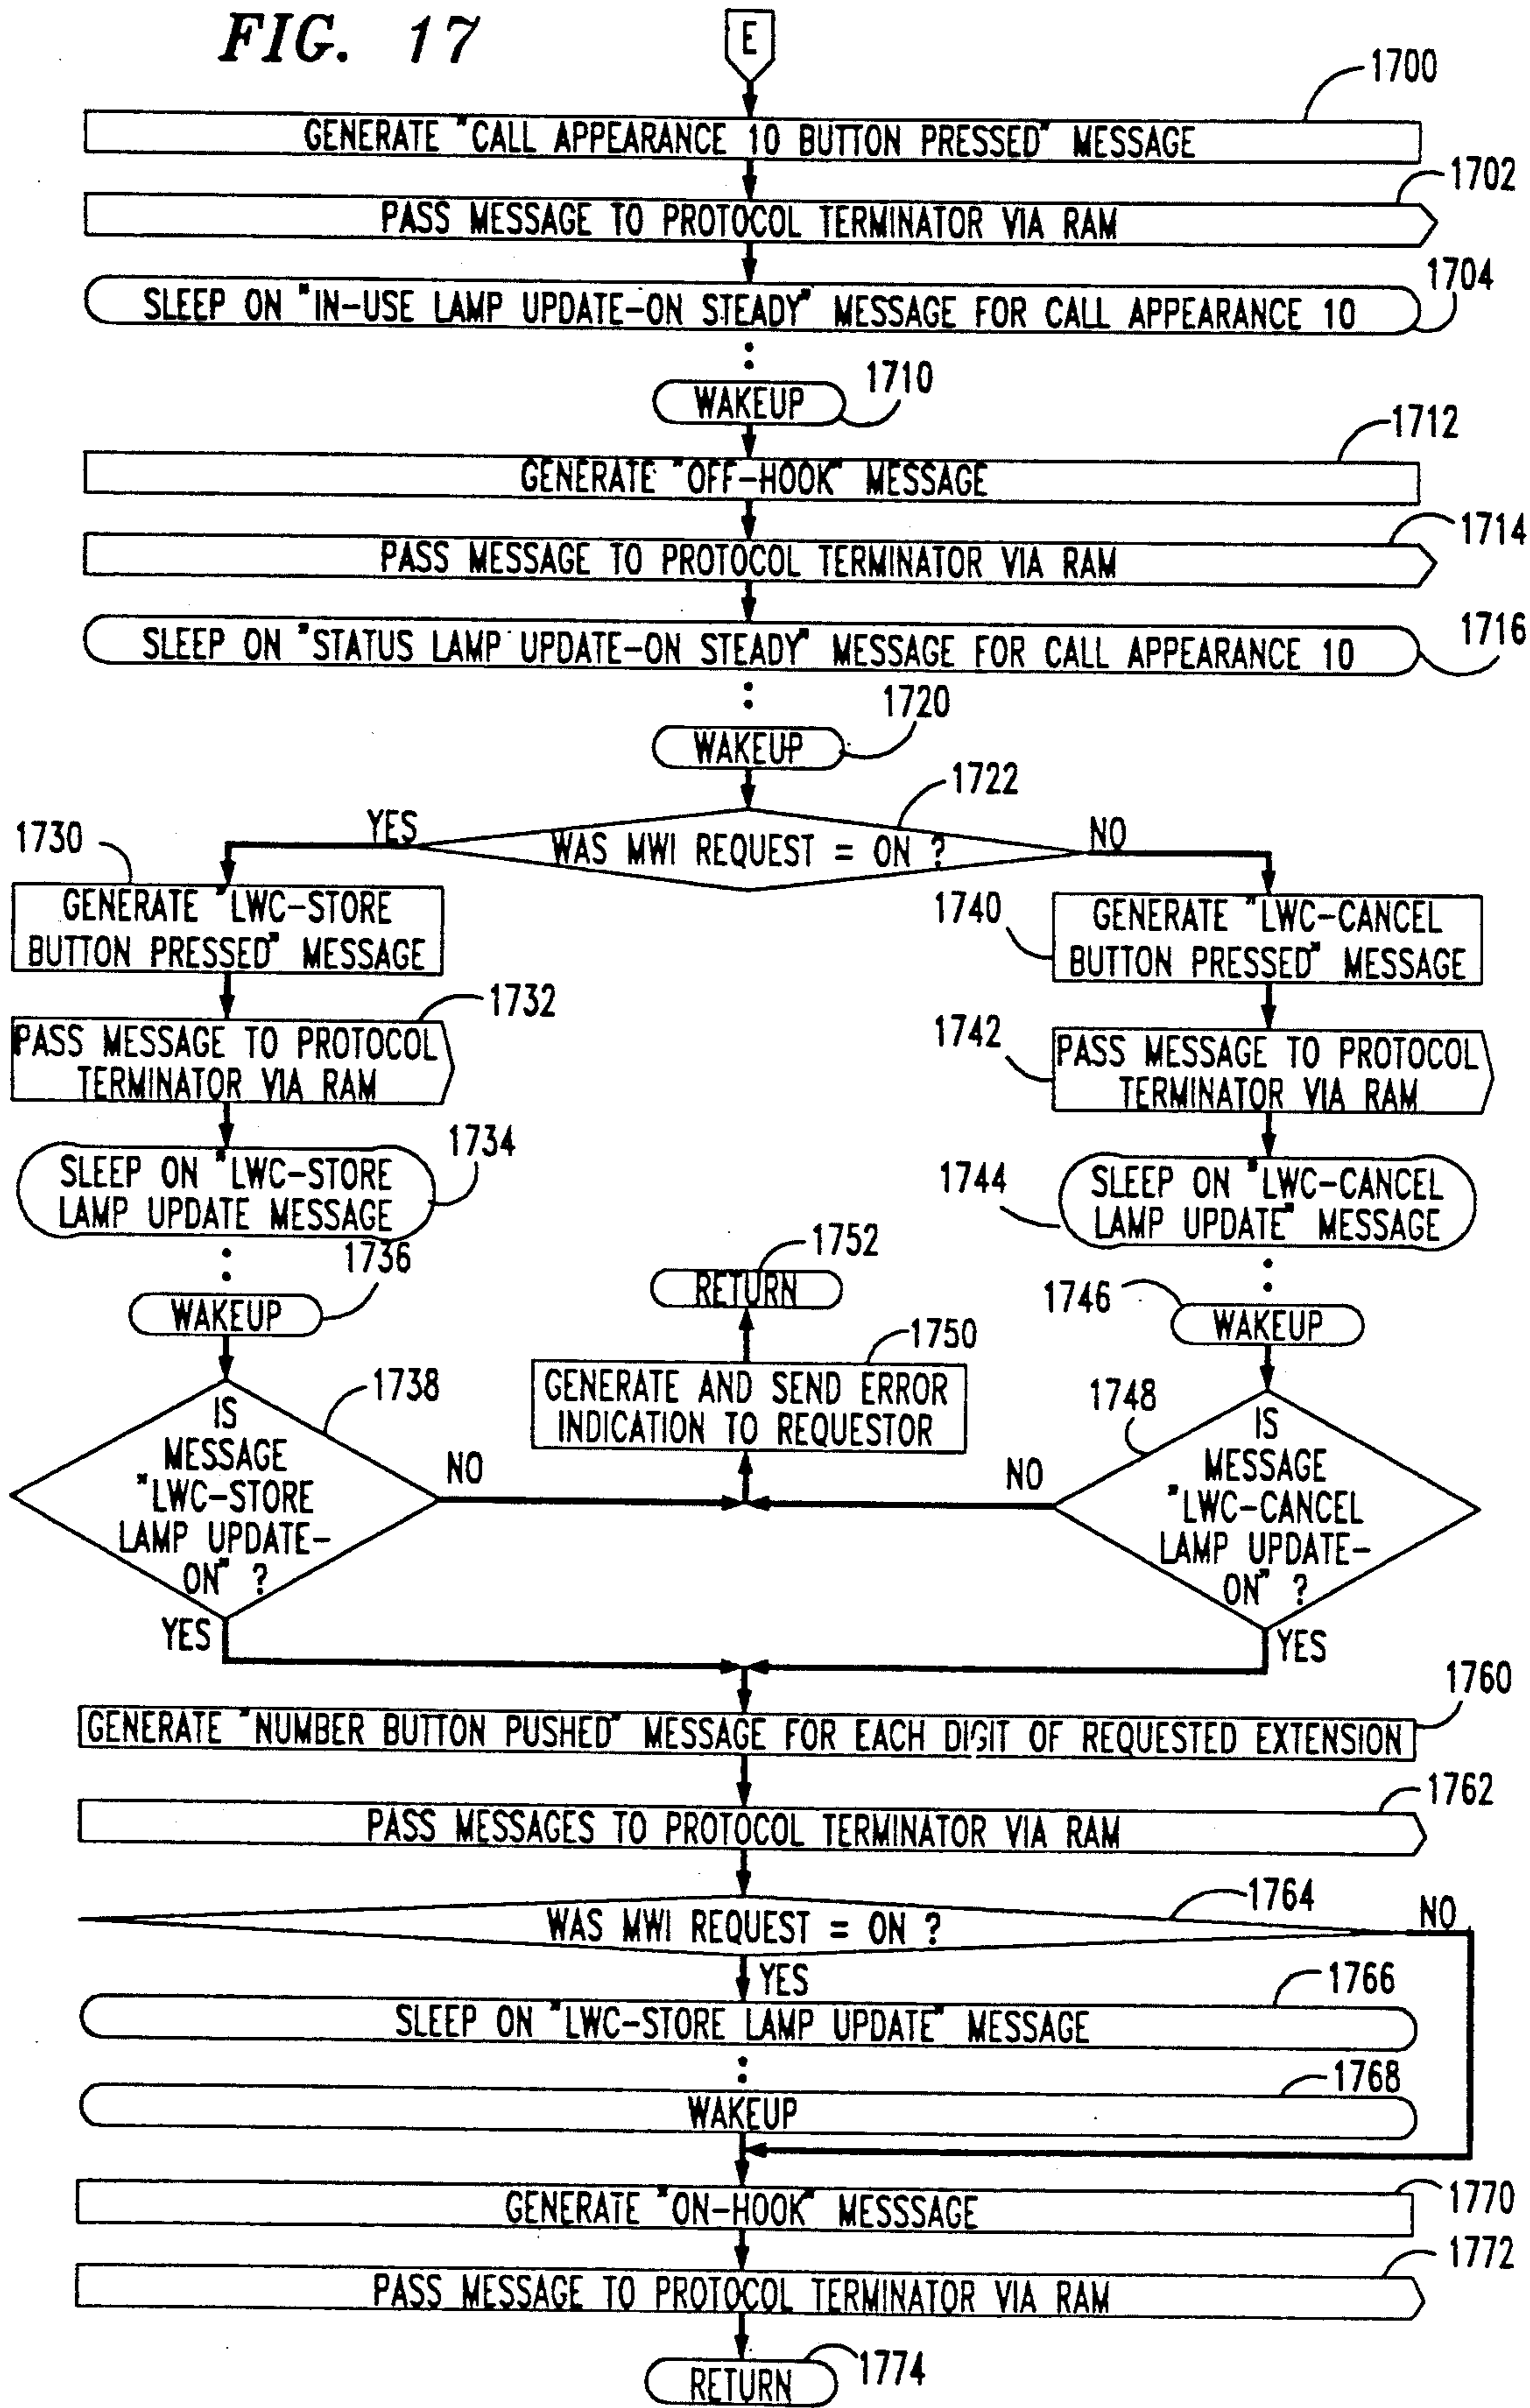 FIG. 17
E
1700
GENERATE "CALL APPEARANCE 10 BUTTON PRESSED" MESSAGE
1702
PASS MESSAGE TO PROTOCOL TERMINATOR VIA RAM
1704
SLEEP ON "IN-USE LAMP UPDATE-ON STEADY" MESSAGE FOR CALL APPEARANCE 10
1710
WAKEUP
1712
GENERATE "OFF-HOOK" MESSAGE
1714
PASS MESSAGE TO PROTOCOL TERMINATOR VIA RAM
1716
SLEEP ON "STATUS LAMP UPDATE-ON STEADY" MESSAGE FOR CALL APPEARANCE 10
1720
WAKEUP
1722
WAS MWI REQUEST = ON ?
YES
NO
1730
GENERATE "LWC-STORE
BUTTON PRESSED" MESSAGE
1740
GENERATE "LWC-CANCEL
BUTTON PRESSED" MESSAGE
1732
PASS MESSAGE TO PROTOCOL
TERMINATOR VIA RAM
1742
PASS MESSAGE TO PROTOCOL
TERMINATOR VIA RAM
1734
SLEEP ON "LWC-STORE
LAMP UPDATE MESSAGE
1744
SLEEP ON "LWC-CANCEL
LAMP UPDATE" MESSAGE
1736
WAKEUP
1752
RETURN
1746
WAKEUP
1750
GENERATE AND SEND ERROR
INDICATION TO REQUESTOR
1738
IS
MESSAGE
"LWC-STORE
LAMP UPDATE-
ON" ?
NO
YES
1748
IS
MESSAGE
"LWC-CANCEL
LAMP UPDATE-
ON" ?
NO
YES
1760
GENERATE "NUMBER BUTTON PUSHED" MESSAGE FOR EACH DIGIT OF REQUESTED EXTENSION
1762
PASS MESSAGES TO PROTOCOL TERMINATOR VIA RAM
1764
WAS MWI REQUEST = ON ?
NO
YES
1766
SLEEP ON "LWC-STORE LAMP UPDATE" MESSAGE
1768
WAKEUP
1770
GENERATE "ON-HOOK" MESSSAGE
1772
PASS MESSAGE TO PROTOCOL TERMINATOR VIA RAM
1774
RETURN